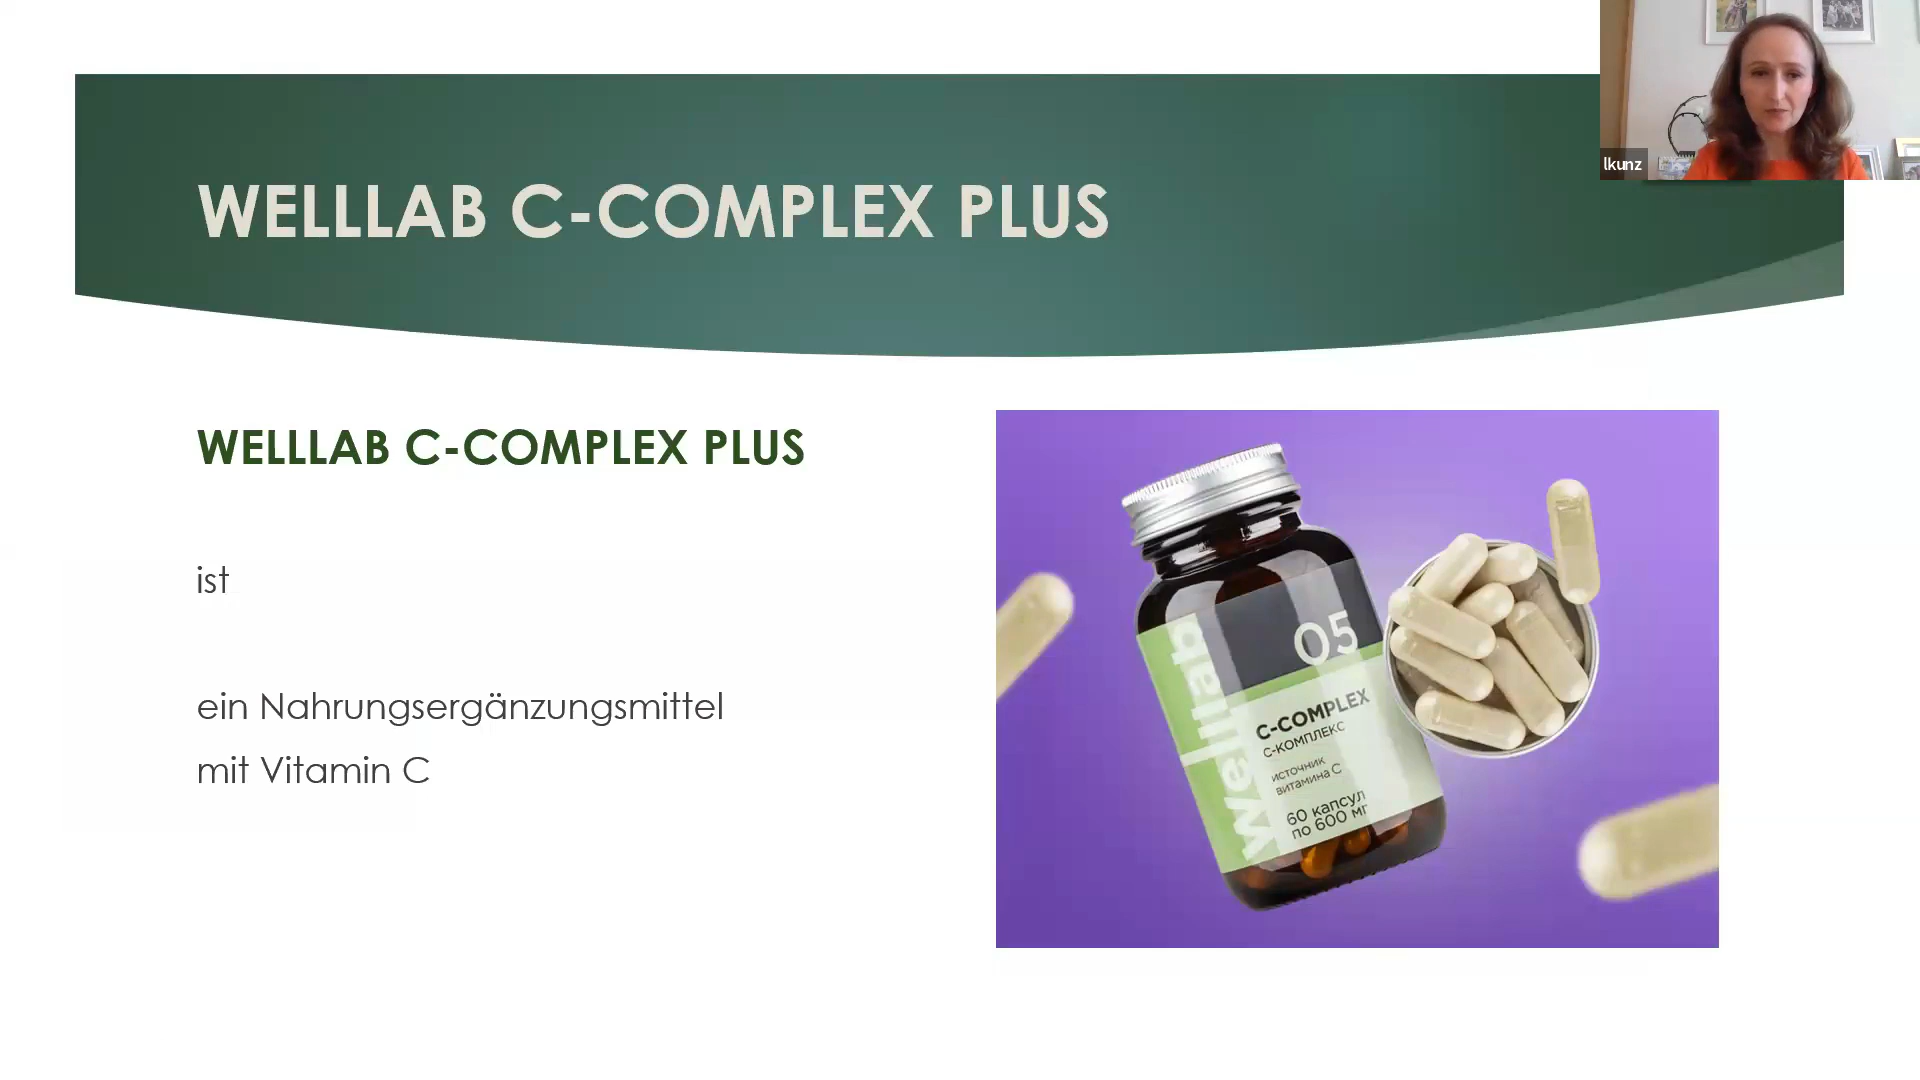 WELLLAB C-COMPLEX PLUS
lkunz
WELLLAB C-COMPLEX PLUS
ist
ein Nahrungsergänzungsmittel
mit Vitamin C
welllab
05
C-COMPLEX
С-КОМПЛЕКС
источник
витамина С
60 капсул
по 600 мг